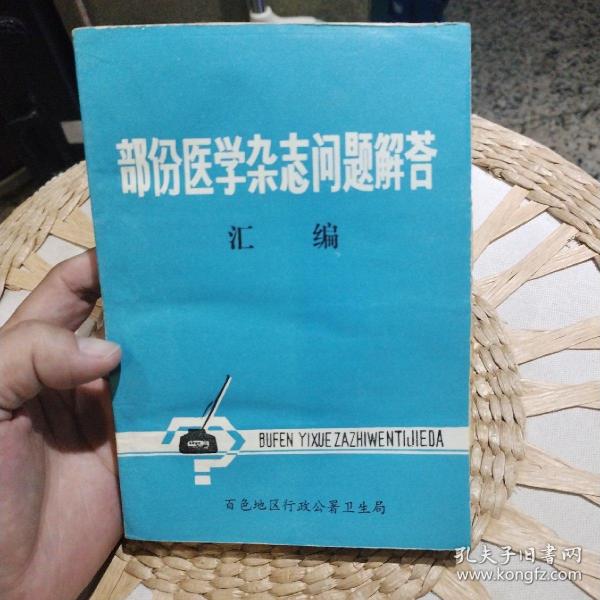 部份医学杂志问题解荅
汇 编
BUFEN YIXUE ZAZHIWENTIJIEDA
百色地区行政公署卫生局
孔夫子旧书网
www.kongfz.com